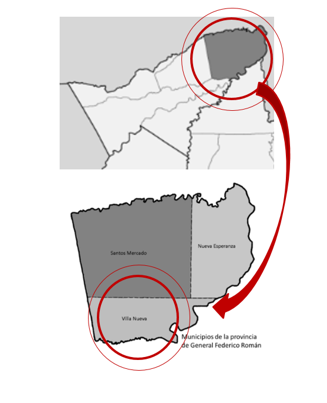 Nueva Esperanza
Santos Mercado
Villa Nueva
Municipios de la provincia
de General Federico Román